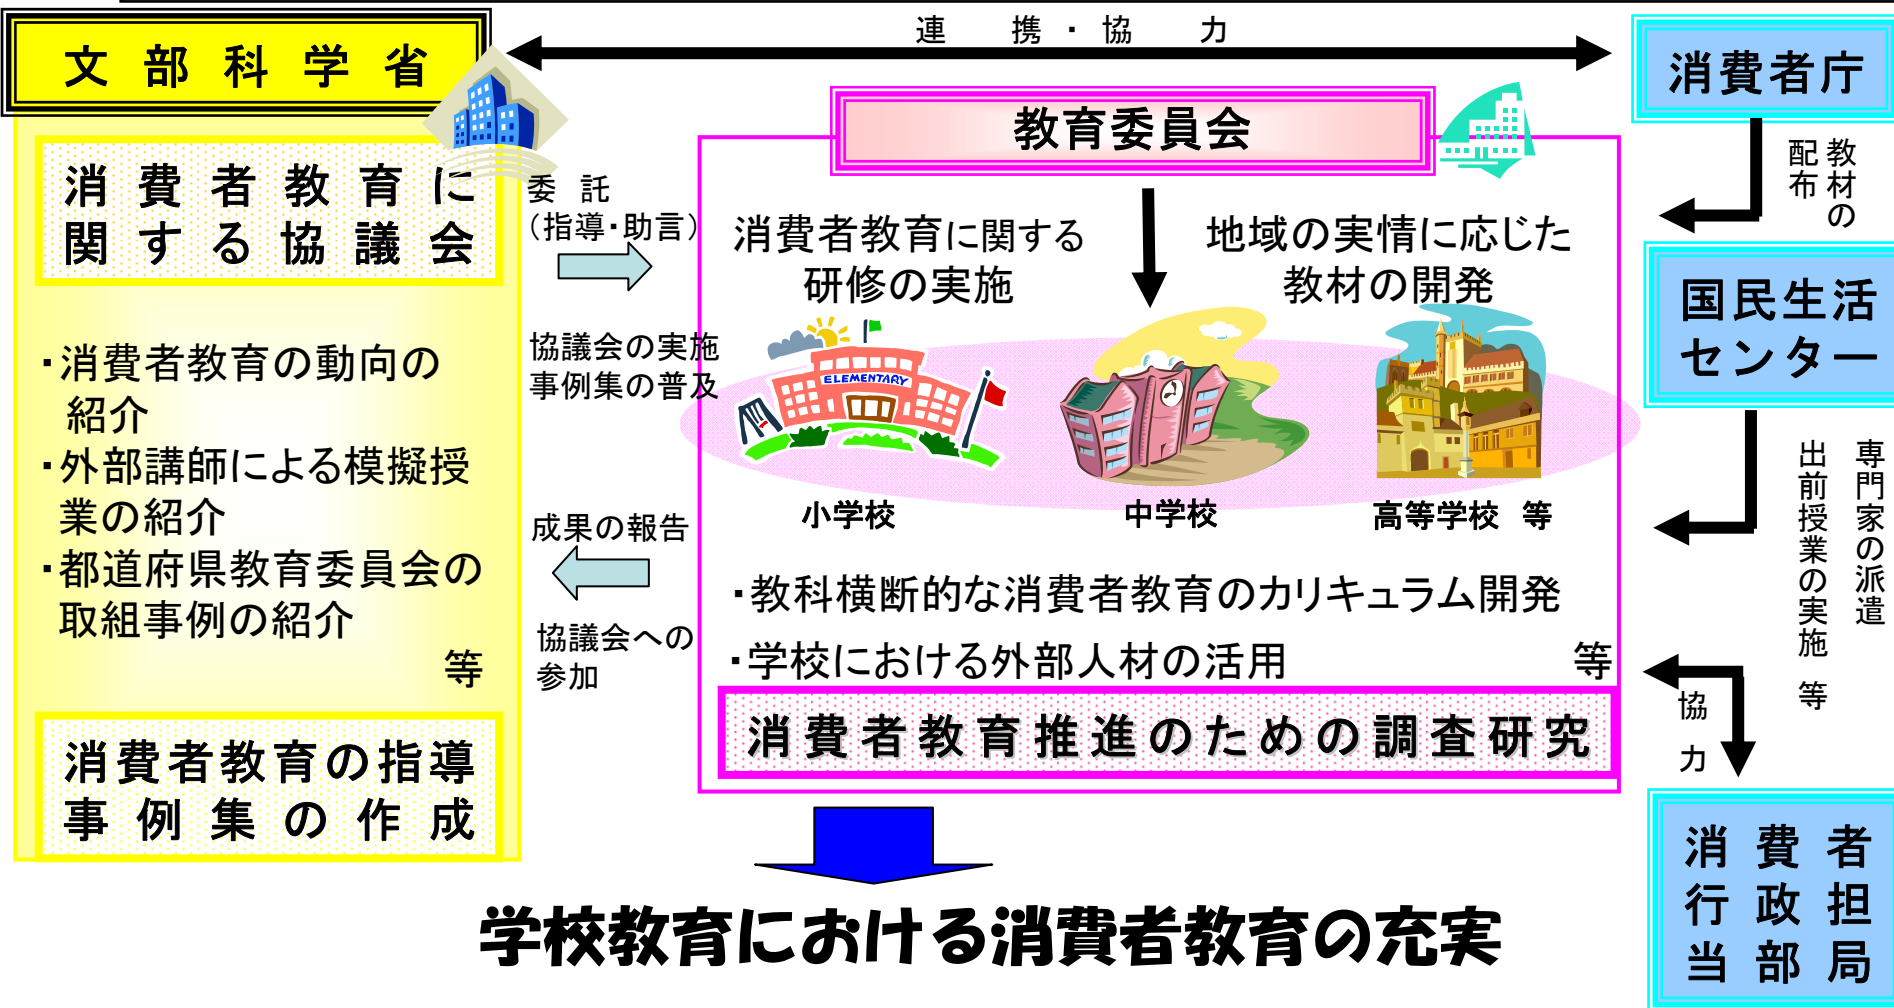 連携・協力
文部科学省
消費者庁
教育委員会
消費者教育に
関する協議会
・消費者教育の動向の
紹介
・外部講師による模擬授
業の紹介
・都道府県教育委員会の
取組事例の紹介
等
消費者教育の指導
事例集の作成
委託
(指導・助言)
協議会の実施
事例集の普及
成果の報告
協議会への
参加
消費者教育に関する
研修の実施
地域の実情に応じた
教材の開発
ELEMENTARY
小学校
中学校
高等学校 等
・教科横断的な消費者教育のカリキュラム開発
・学校における外部人材の活用 等
消費者教育推進のための調査研究
教材の
配布
国民生活
センター
専門家の派遣
出前授業の実施 等
協力
消費者
行政担
当部局
学校教育における消費者教育の充実